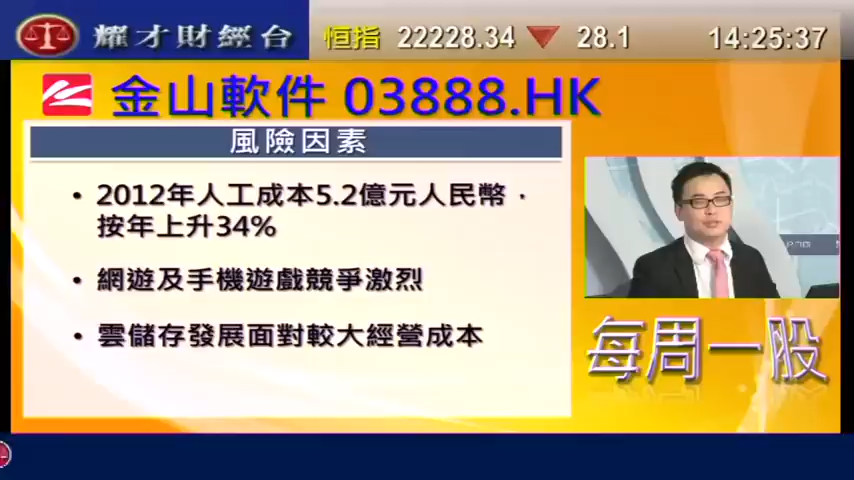 耀才財經台
恒指 22228.34 ▼ 28.1
14:25:37
金山軟件 03888.HK
風險因素
• 2012年人工成本5.2億元人民幣，
按年上升34%
• 網遊及手機遊戲競爭激烈
• 雲儲存發展面對較大經營成本
每周一股